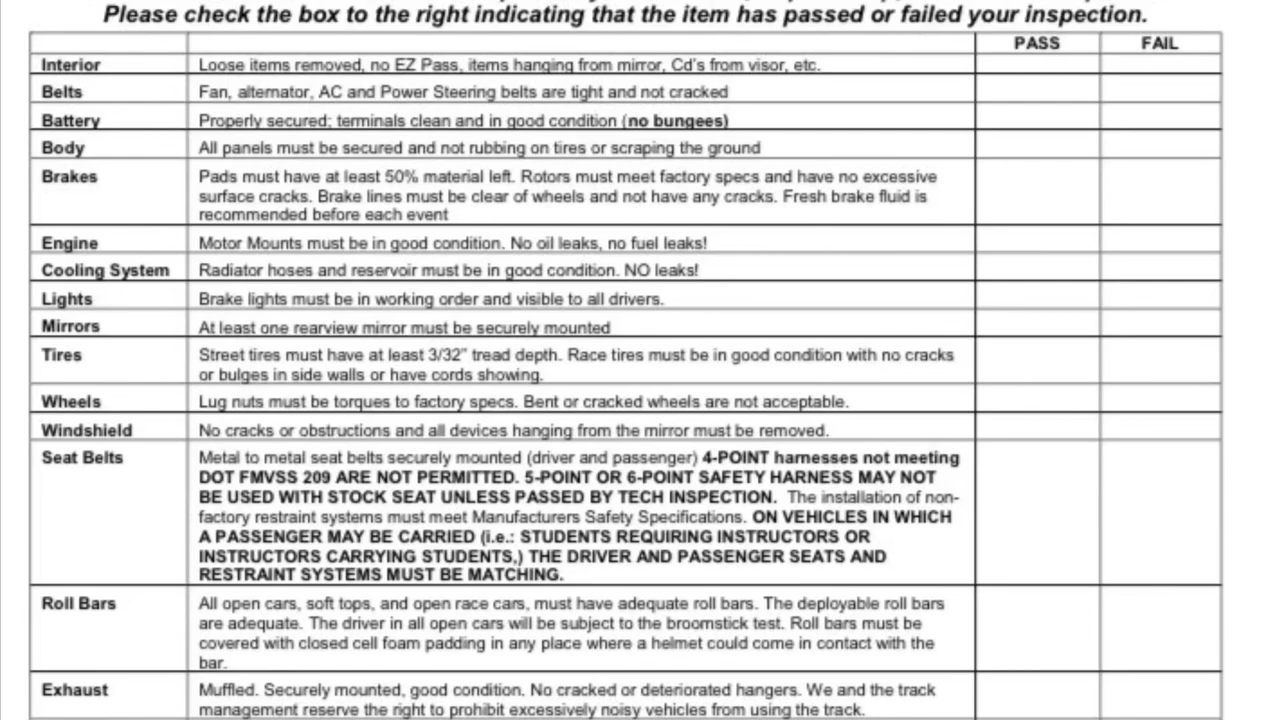 Please check the box to the right indicating that the item has passed or failed your inspection.
PASS FAIL
Interior Loose items removed, no EZ Pass, items hanging from mirror, Cd's from visor, etc.
Belts Fan, alternator, AC and Power Steering belts are tight and not cracked
Battery Properly secured; terminals clean and in good condition (no bungees)
Body All panels must be secured and not rubbing on tires or scraping the ground
Brakes Pads must have at least 50% material left. Rotors must meet factory specs and have no excessive
surface cracks. Brake lines must be clear of wheels and not have any cracks. Fresh brake fluid is
recommended before each event
Engine Motor Mounts must be in good condition. No oil leaks, no fuel leaks!
Cooling System Radiator hoses and reservoir must be in good condition. NO leaks!
Lights Brake lights must be in working order and visible to all drivers.
Mirrors At least one rearview mirror must be securely mounted
Tires Street tires must have at least 3/32" tread depth. Race tires must be in good condition with no cracks
or bulges in side walls or have cords showing.
Wheels Lug nuts must be torques to factory specs. Bent or cracked wheels are not acceptable.
Windshield No cracks or obstructions and all devices hanging from the mirror must be removed.
Seat Belts Metal to metal seat belts securely mounted (driver and passenger) 4-POINT harnesses not meeting
DOT FMVSS 209 ARE NOT PERMITTED. 5-POINT OR 6-POINT SAFETY HARNESS MAY NOT
BE USED WITH STOCK SEAT UNLESS PASSED BY TECH INSPECTION. The installation of non-
factory restraint systems must meet Manufacturers Safety Specifications. ON VEHICLES IN WHICH
A PASSENGER MAY BE CARRIED (i.e.: STUDENTS REQUIRING INSTRUCTORS OR
INSTRUCTORS CARRYING STUDENTS,) THE DRIVER AND PASSENGER SEATS AND
RESTRAINT SYSTEMS MUST BE MATCHING.
Roll Bars All open cars, soft tops, and open race cars, must have adequate roll bars. The deployable roll bars
are adequate. The driver in all open cars will be subject to the broomstick test. Roll bars must be
covered with closed cell foam padding in any place where a helmet could come in contact with the
bar.
Exhaust Muffled. Securely mounted, good condition. No cracked or deteriorated hangers. We and the track
management reserve the right to prohibit excessively noisy vehicles from using the track.